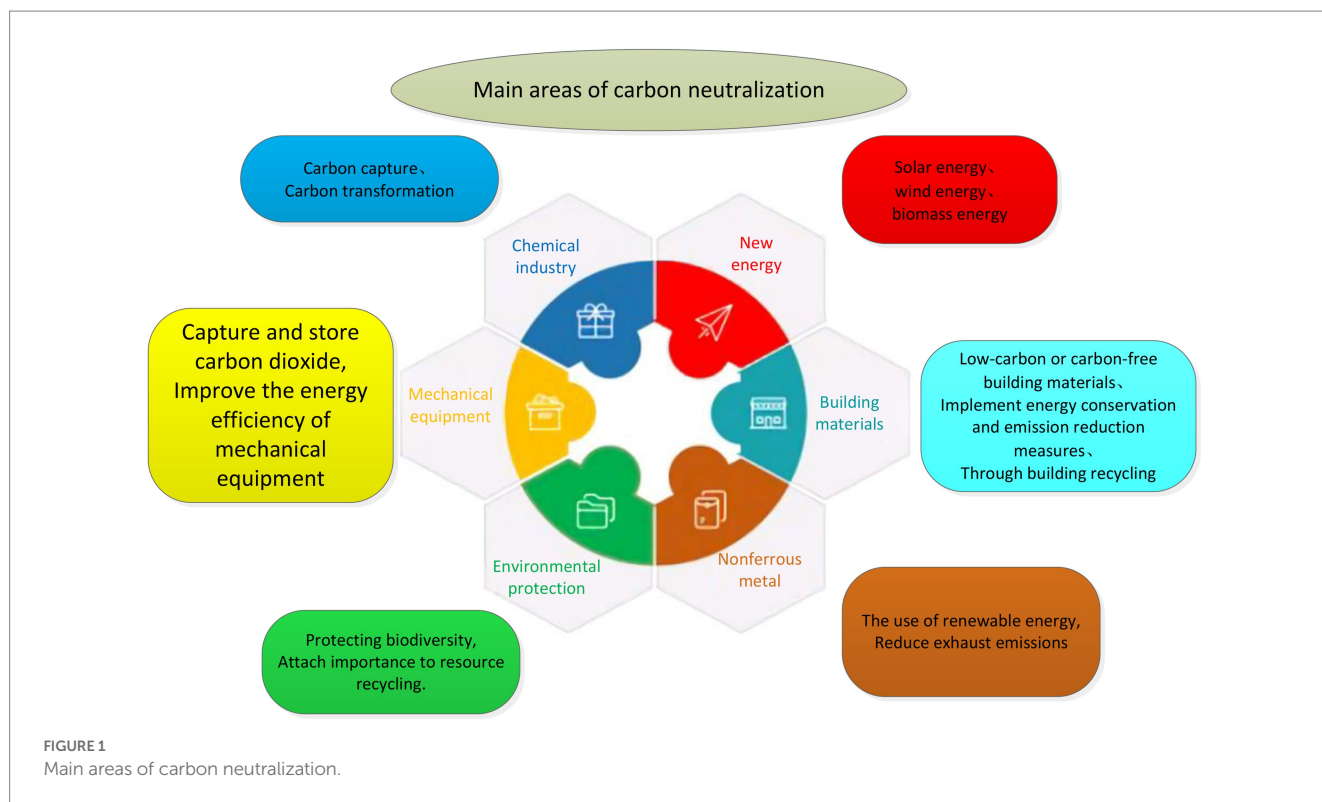 Main areas of carbon neutralization
Carbon capture、
Carbon transformation
Solar energy、
wind energy、
biomass energy
Chemical
industry
New
energy
Capture and store
carbon dioxide,
Improve the energy
efficiency of
mechanical
equipment
Mechanical
equipment
Building
materials
Low-carbon or carbon-free
building materials、
Implement energy conservation
and emission reduction
measures、
Through building recycling
Environmental
protection
Nonferrous
metal
Protecting biodiversity,
Attach importance to resource
recycling.
The use of renewable energy,
Reduce exhaust emissions
FIGURE 1
Main areas of carbon neutralization.